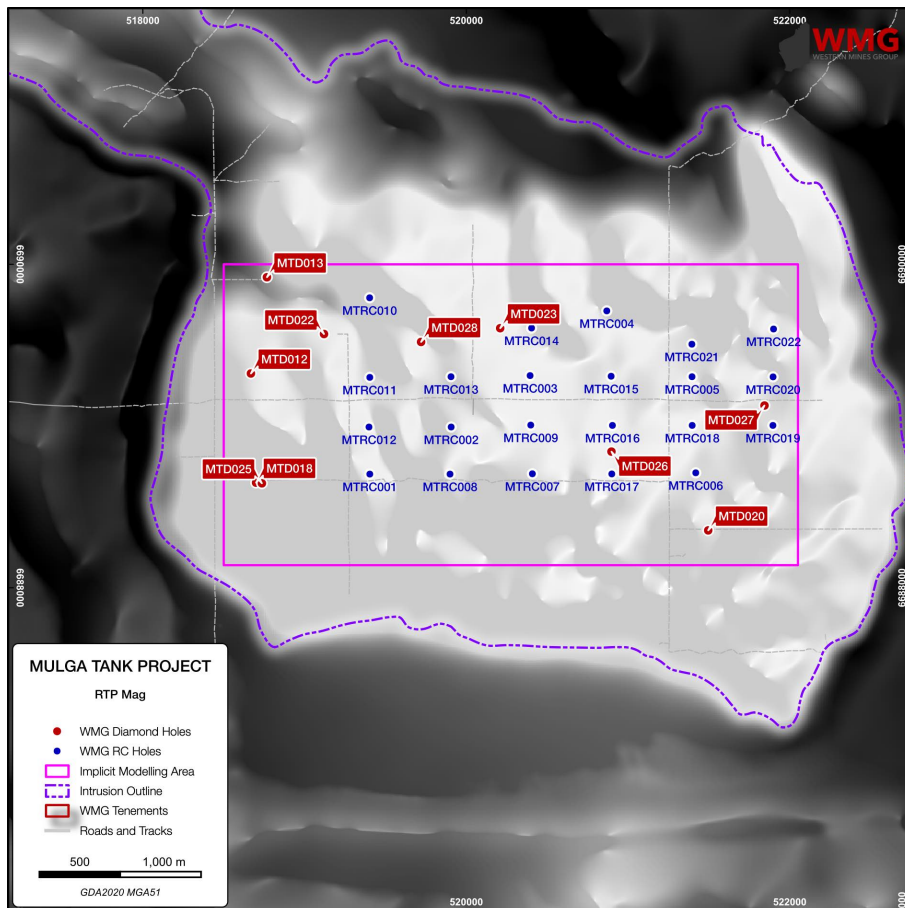 518000
520000
522000
WMG
WESTERN MINES GROUP
6690000
6690000
MTD013
MTRC010
MTD022
MTD028
MTD023
MTRC014
MTRC004
MTRC021
MTRC022
MTD012
MTRC011
MTRC013
MTRC003
MTRC015
MTRC005
MTRC020
MTD027
MTRC012
MTRC002
MTRC009
MTRC016
MTRC018
MTRC019
MTD025
MTD018
MTD026
MTRC001
MTRC008
MTRC007
MTRC017
MTRC006
MTD020
6688000
6688000
MULGA TANK PROJECT
RTP Mag
WMG Diamond Holes
WMG RC Holes
Implicit Modelling Area
Intrusion Outline
WMG Tenements
Roads and Tracks
500
1,000 m
GDA2020 MGA51
520000
522000